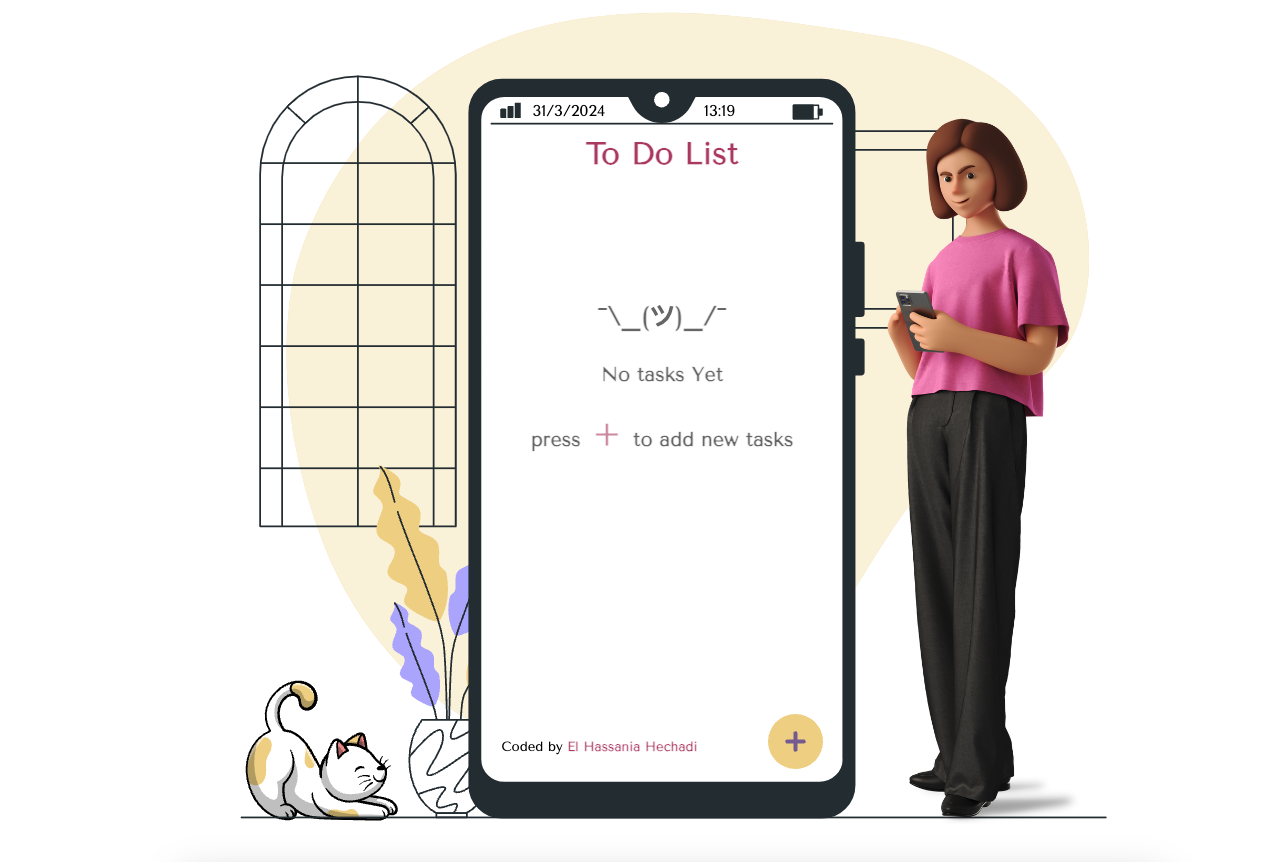 31/3/2024 13:19
To Do List
¯\_(ツ)_/¯
No tasks Yet
press + to add new tasks
Coded by El Hassania Hechadi +